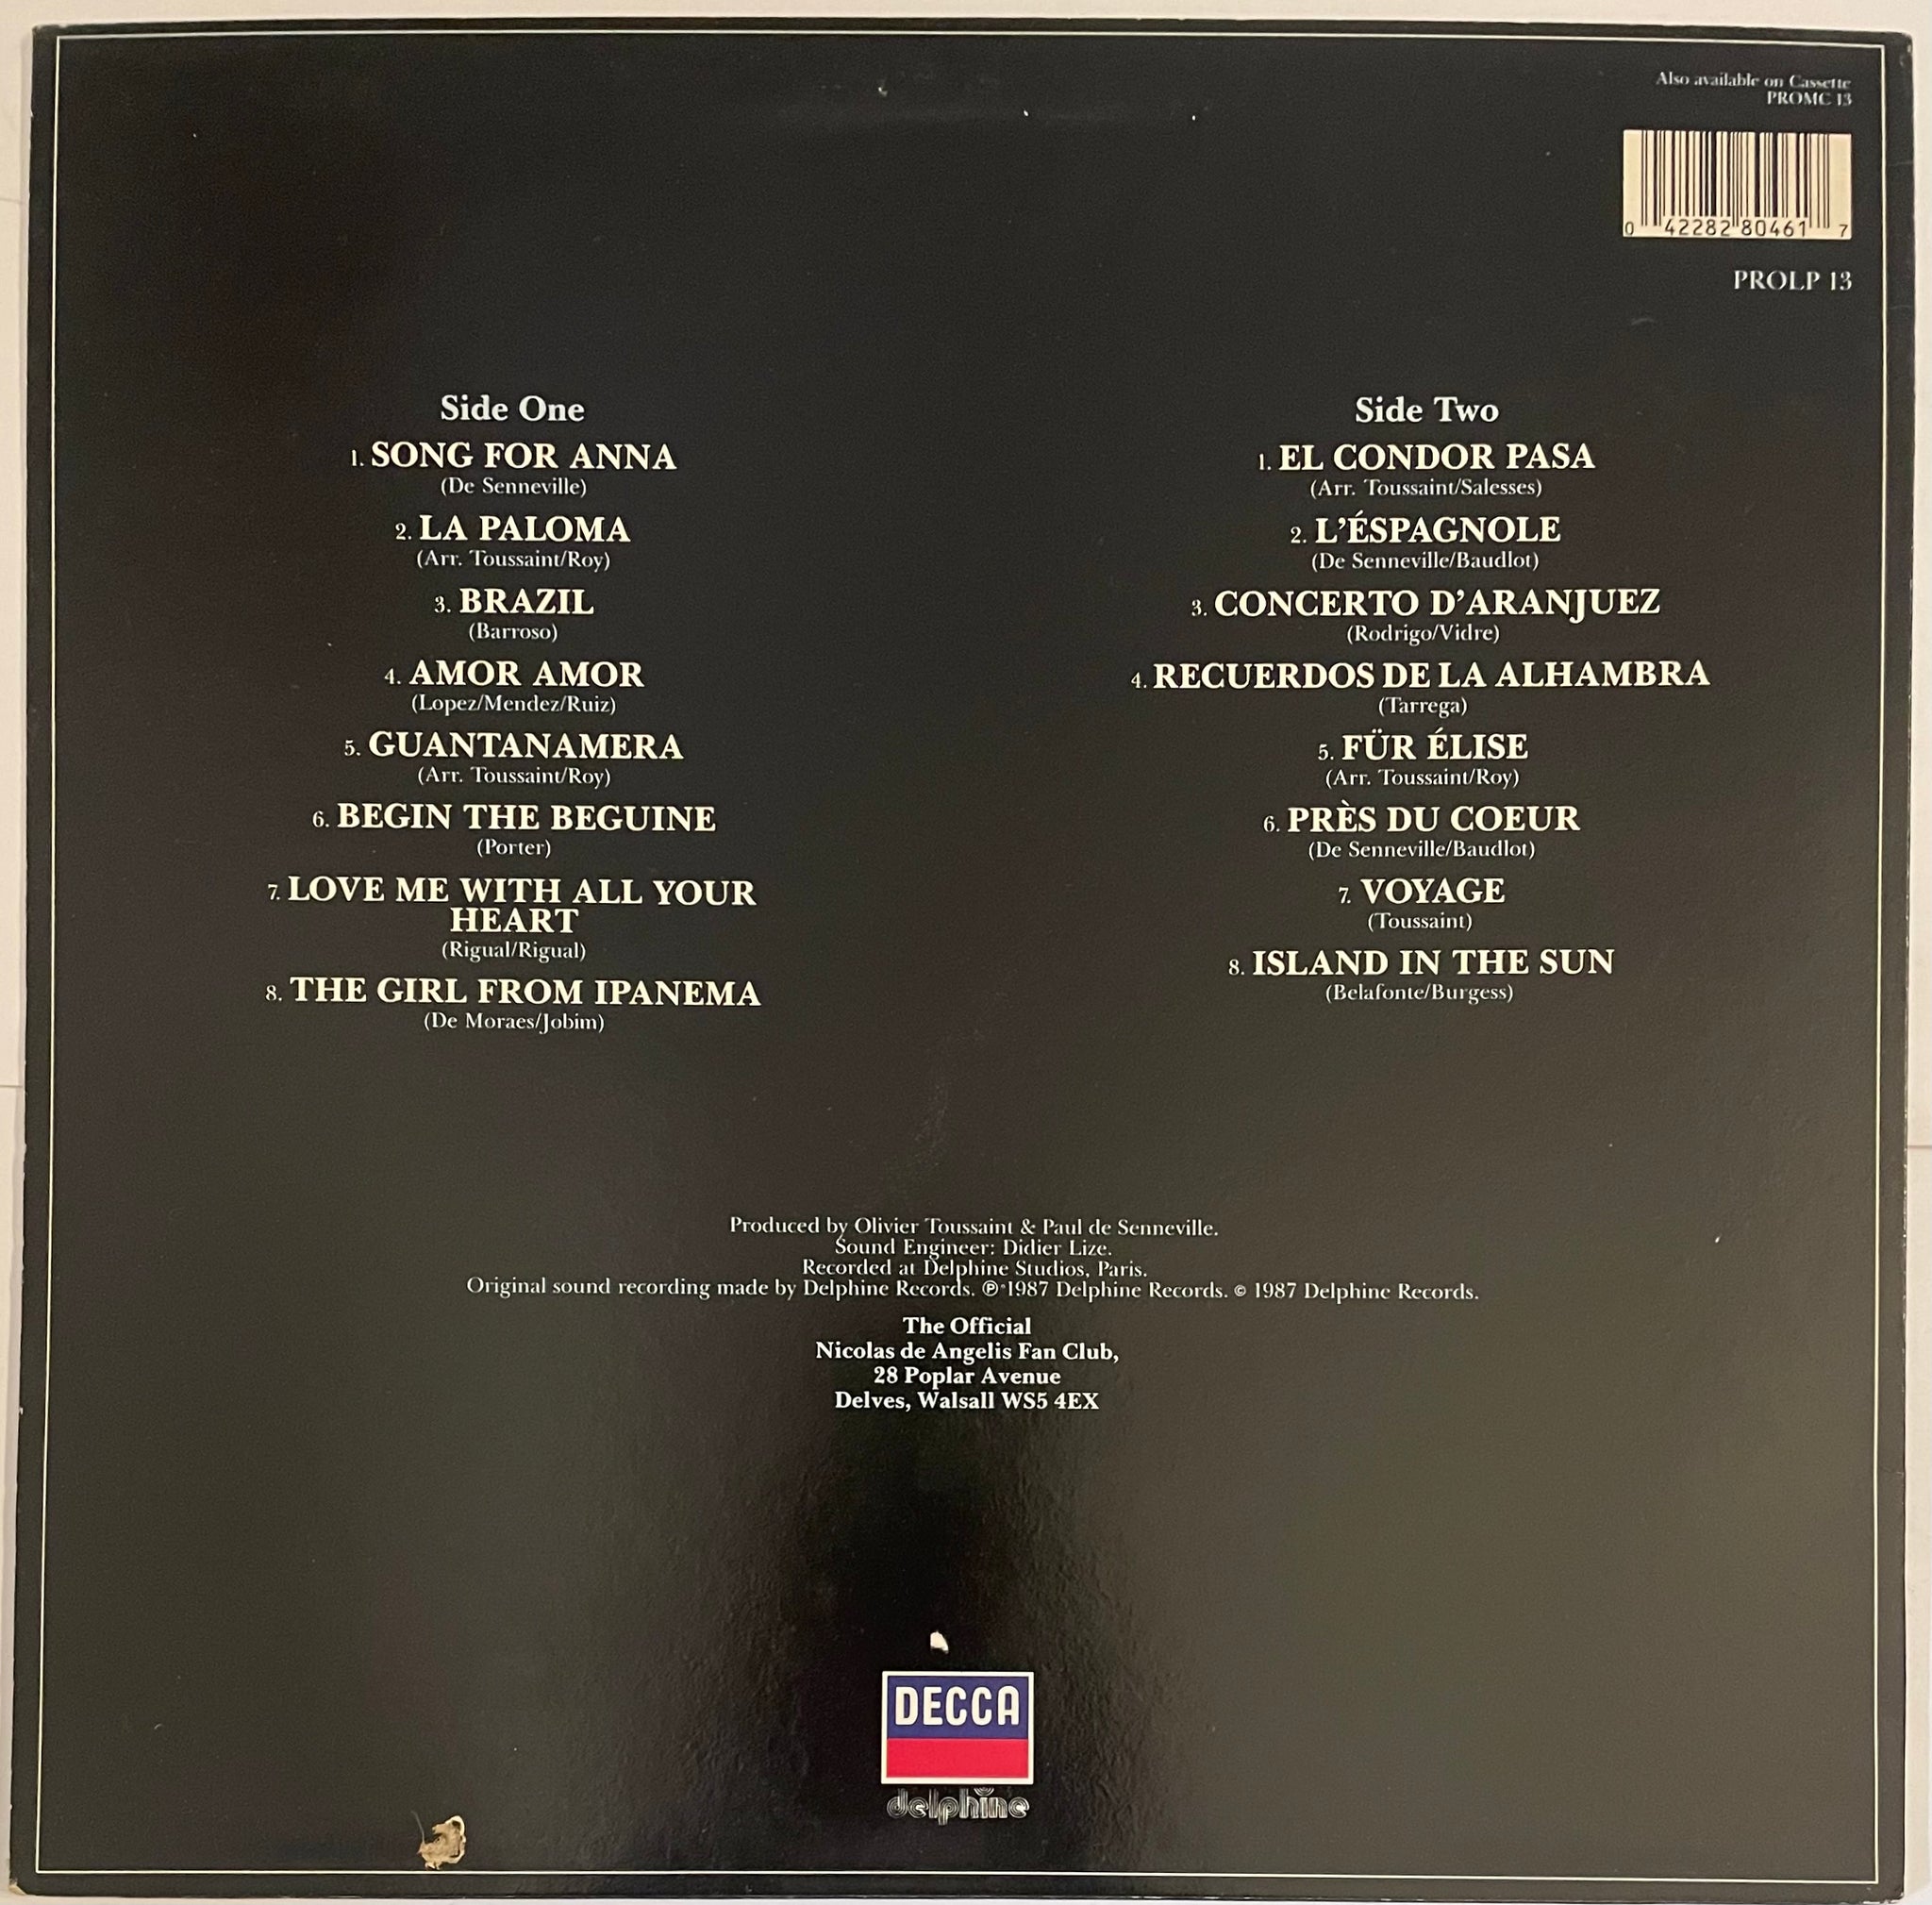 Also available on Cassette
PROMC 13
0 42282 80461 7
PROLP 13
Side One
1. SONG FOR ANNA
(De Senneville)
2. LA PALOMA
(Arr. Toussaint/Roy)
3. BRAZIL
(Barroso)
4. AMOR AMOR
(Lopez/Mendez/Ruiz)
5. GUANTANAMERA
(Arr. Toussaint/Roy)
6. BEGIN THE BEGUINE
(Porter)
7. LOVE ME WITH ALL YOUR
HEART
(Rigual/Rigual)
8. THE GIRL FROM IPANEMA
(De Moraes/Jobim)
Side Two
1. EL CONDOR PASA
(Arr. Toussaint/Salesses)
2. L'ÉSPAGNOLE
(De Senneville/Baudlot)
3. CONCERTO D'ARANJUEZ
(Rodrigo/Vidre)
4. RECUERDOS DE LA ALHAMBRA
(Tarrega)
5. FÜR ÉLISE
(Arr. Toussaint/Roy)
6. PRÈS DU COEUR
(De Senneville/Baudlot)
7. VOYAGE
(Toussaint)
8. ISLAND IN THE SUN
(Belafonte/Burgess)
Produced by Olivier Toussaint & Paul de Senneville.
Sound Engineer: Didier Lize.
Recorded at Delphine Studios, Paris.
Original sound recording made by Delphine Records. ℗ 1987 Delphine Records. © 1987 Delphine Records.
The Official
Nicolas de Angelis Fan Club,
28 Poplar Avenue
Delves, Walsall WS5 4EX
DECCA
delphine